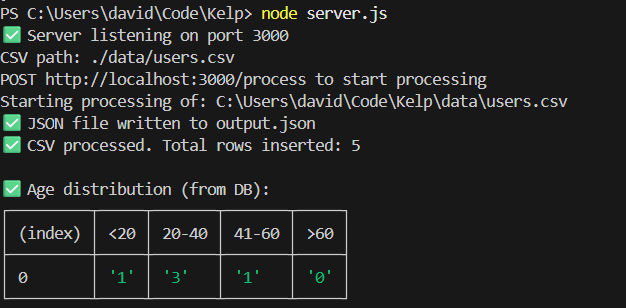 PS C:\Users\david\Code\Kelp> node server.js
✅ Server listening on port 3000
CSV path: ./data/users.csv
POST http://localhost:3000/process to start processing
Starting processing of: C:\Users\david\Code\Kelp\data\users.csv
✅ JSON file written to output.json
✅ CSV processed. Total rows inserted: 5
✅ Age distribution (from DB):
(index) <20 20-40 41-60 >60
0 '1' '3' '1' '0'